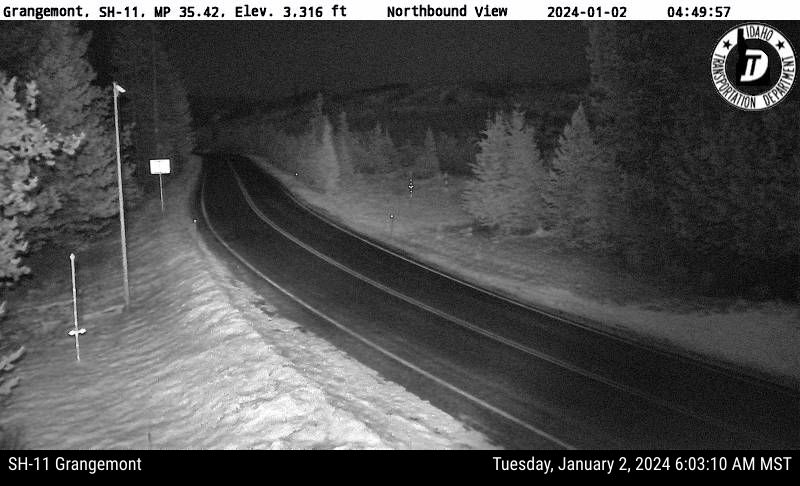 Grangemont, SH-11, MP 35.42, Elev. 3,316 ft Northbound View 2024-01-02 04:49:57
IDAHO
TRANSPORTATION DEPARTMENT
SH-11 Grangemont
Tuesday, January 2, 2024 6:03:10 AM MST